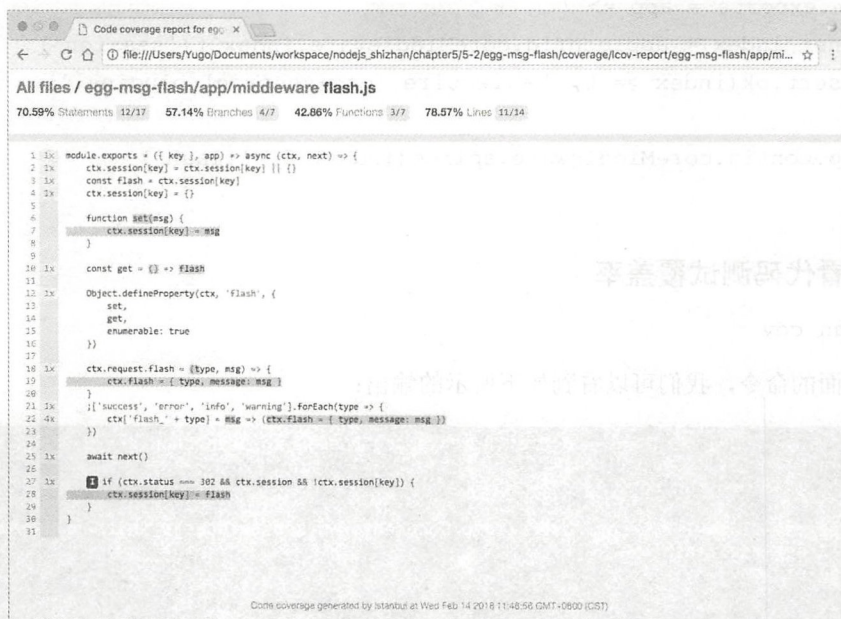 Code coverage report for egg-
file:///Users/Yugo/Documents/workspace/nodejs_shizhan/chapter5/5-2/egg-msg-flash/coverage/lcov-report/egg-msg-flash/app/mi...
All files / egg-msg-flash/app/middleware flash.js
70.59% Statements 12/17 57.14% Branches 4/7 42.86% Functions 3/7 78.57% Lines 11/14
1 1x module.exports = ({ key }, app) => async (ctx, next) => {
2 1x ctx.session[key] = ctx.session[key] || {}
3 1x const flash = ctx.session[key]
4 1x ctx.session[key] = {}
5
6 function set(msg) {
7 ctx.session[key] = msg
8 }
9
10 1x const get = () => flash
11
12 1x Object.defineProperty(ctx, 'flash', {
13 set,
14 get,
15 enumerable: true
16 })
17
18 1x ctx.request.flash = (type, msg) => {
19 ctx.flash = { type, message: msg }
20 }
21 1x ;['success', 'error', 'info', 'warning'].forEach(type => {
22 4x ctx['flash_' + type] = msg => (ctx.flash = { type, message: msg })
23 })
24
25 1x await next()
26
27 1x I if (ctx.status === 302 && ctx.session && !ctx.session[key]) {
28 ctx.session[key] = flash
29 }
30 }
31
Code coverage generated by istanbul at Wed Feb 14 2018 11:48:56 GMT+0800 (CST)